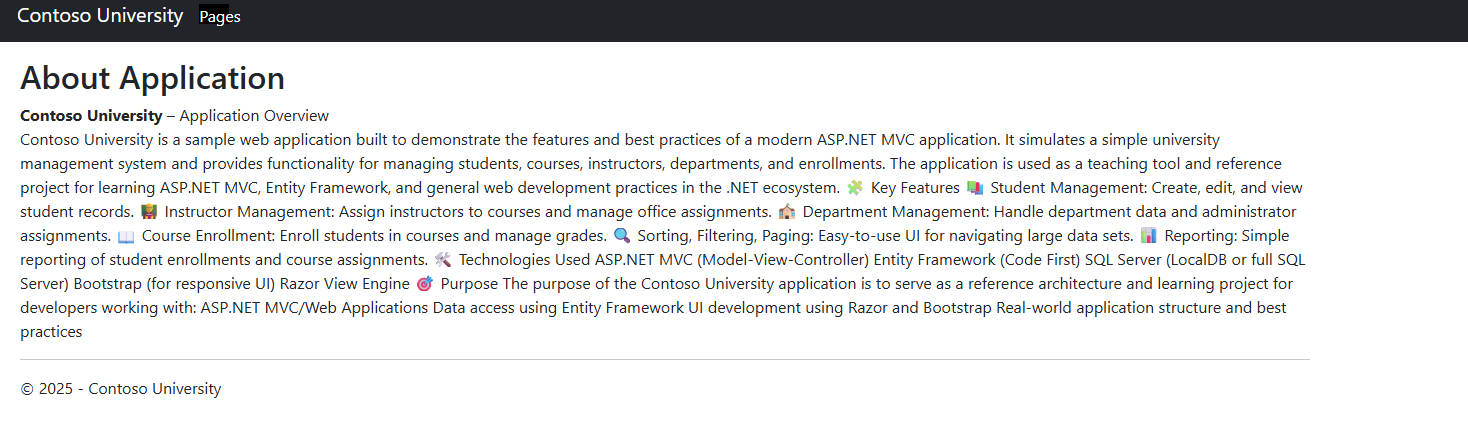 Contoso University Pages
About Application
Contoso University – Application Overview
Contoso University is a sample web application built to demonstrate the features and best practices of a modern ASP.NET MVC application. It simulates a simple university
management system and provides functionality for managing students, courses, instructors, departments, and enrollments. The application is used as a teaching tool and reference
project for learning ASP.NET MVC, Entity Framework, and general web development practices in the .NET ecosystem. 🧩 Key Features 📚 Student Management: Create, edit, and view
student records. 👩‍🏫 Instructor Management: Assign instructors to courses and manage office assignments. 🏫 Department Management: Handle department data and administrator
assignments. 📖 Course Enrollment: Enroll students in courses and manage grades. 🔍 Sorting, Filtering, Paging: Easy-to-use UI for navigating large data sets. 📊 Reporting: Simple
reporting of student enrollments and course assignments. 🛠️ Technologies Used ASP.NET MVC (Model-View-Controller) Entity Framework (Code First) SQL Server (LocalDB or full SQL
Server) Bootstrap (for responsive UI) Razor View Engine 🎯 Purpose The purpose of the Contoso University application is to serve as a reference architecture and learning project for
developers working with: ASP.NET MVC/Web Applications Data access using Entity Framework UI development using Razor and Bootstrap Real-world application structure and best
practices
© 2025 - Contoso University